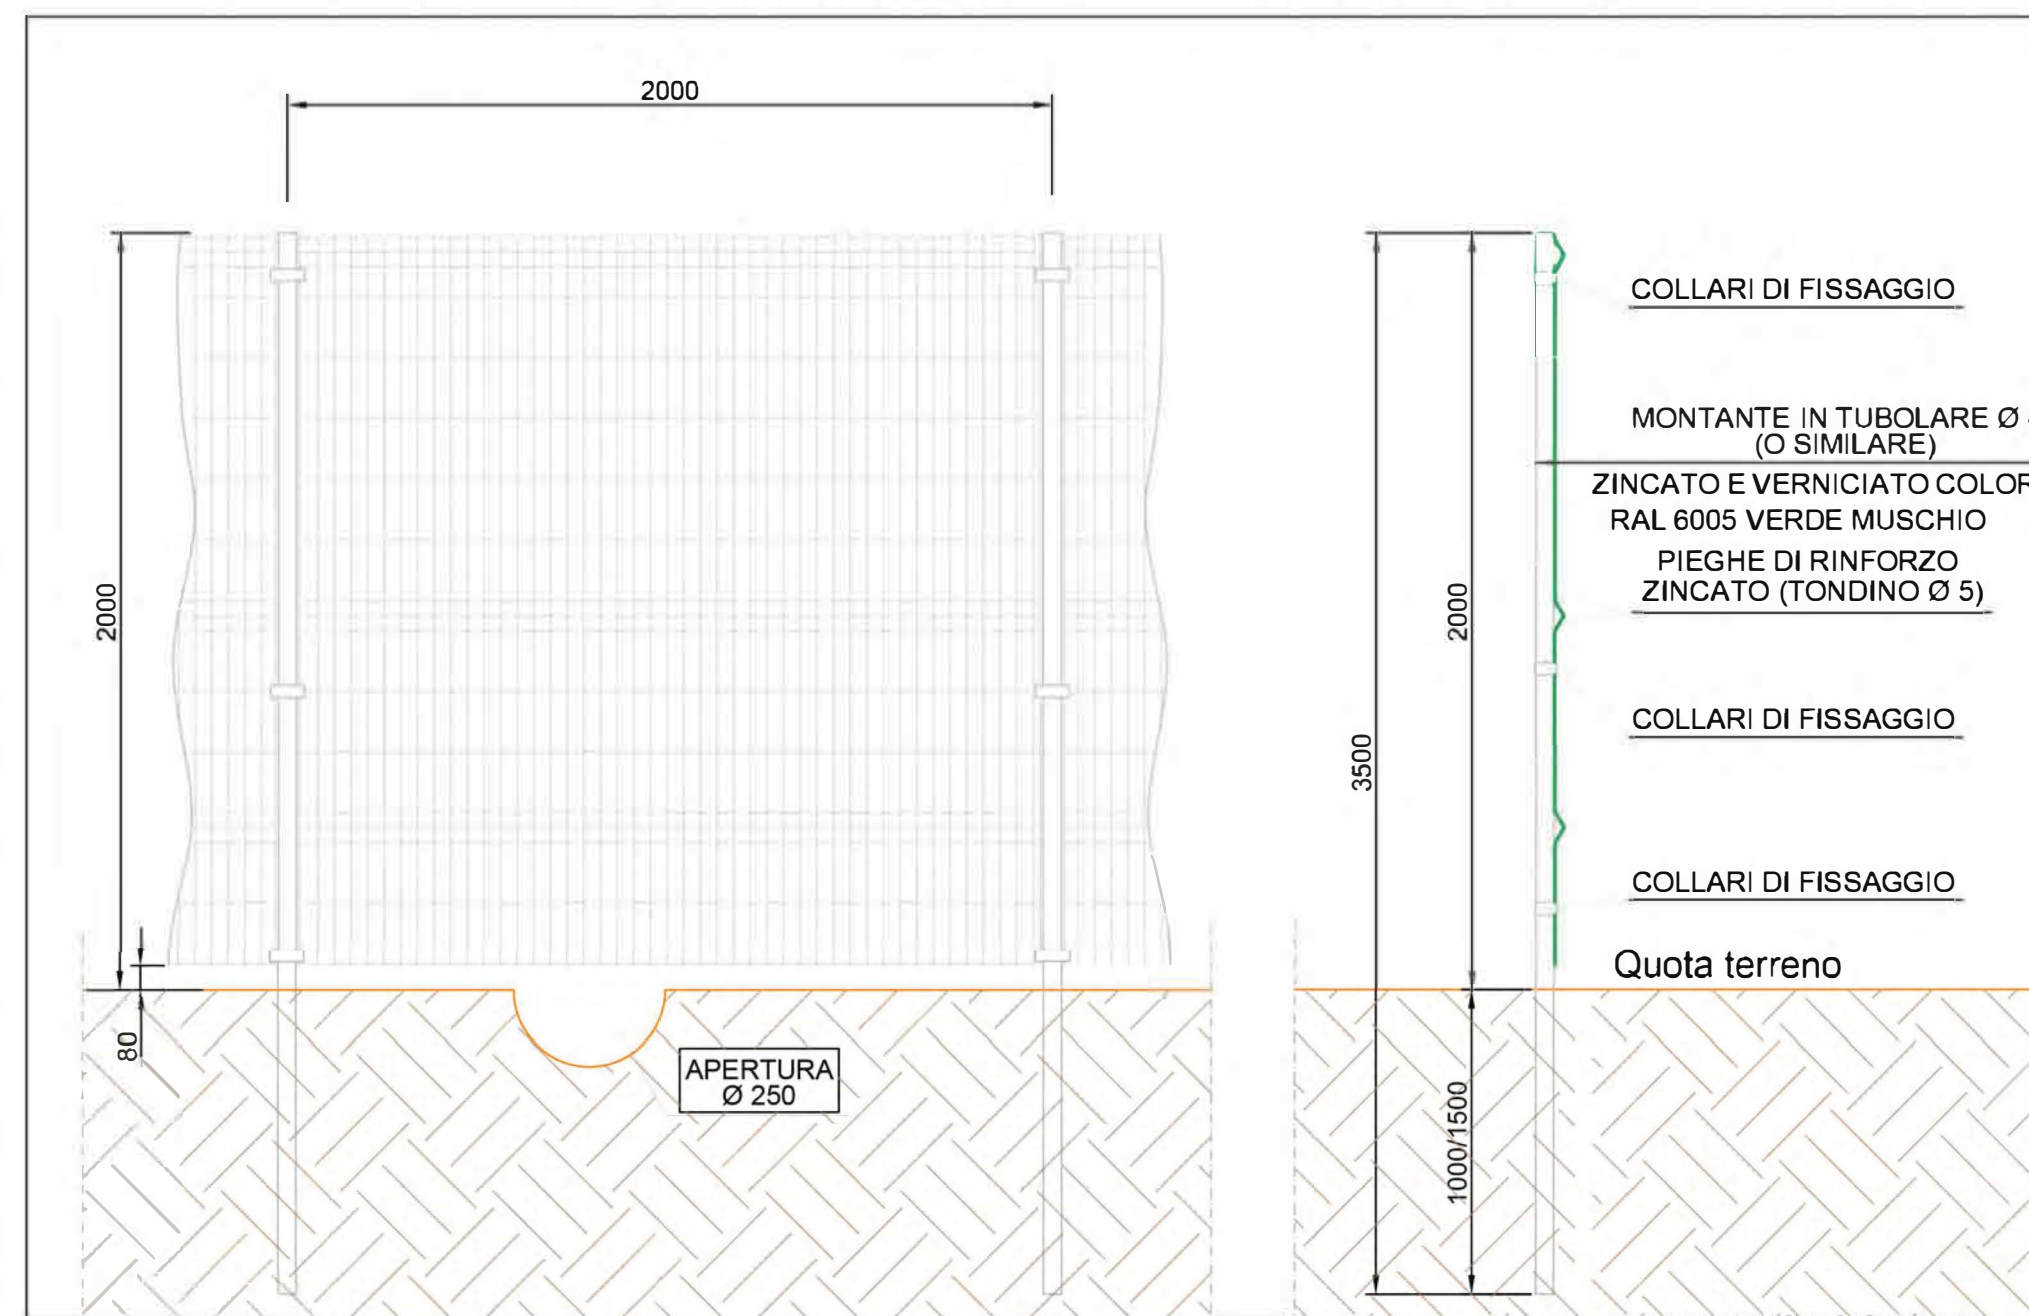 2000
2000
80
APERTURA
Ø 250
3500
2000
1000/1500
COLLARI DI FISSAGGIO
MONTANTE IN TUBOLARE Ø
(O SIMILARE)
ZINCATO E VERNICIATO COLOR
RAL 6005 VERDE MUSCHIO
PIEGHE DI RINFORZO
ZINCATO (TONDINO Ø 5)
COLLARI DI FISSAGGIO
COLLARI DI FISSAGGIO
Quota terreno